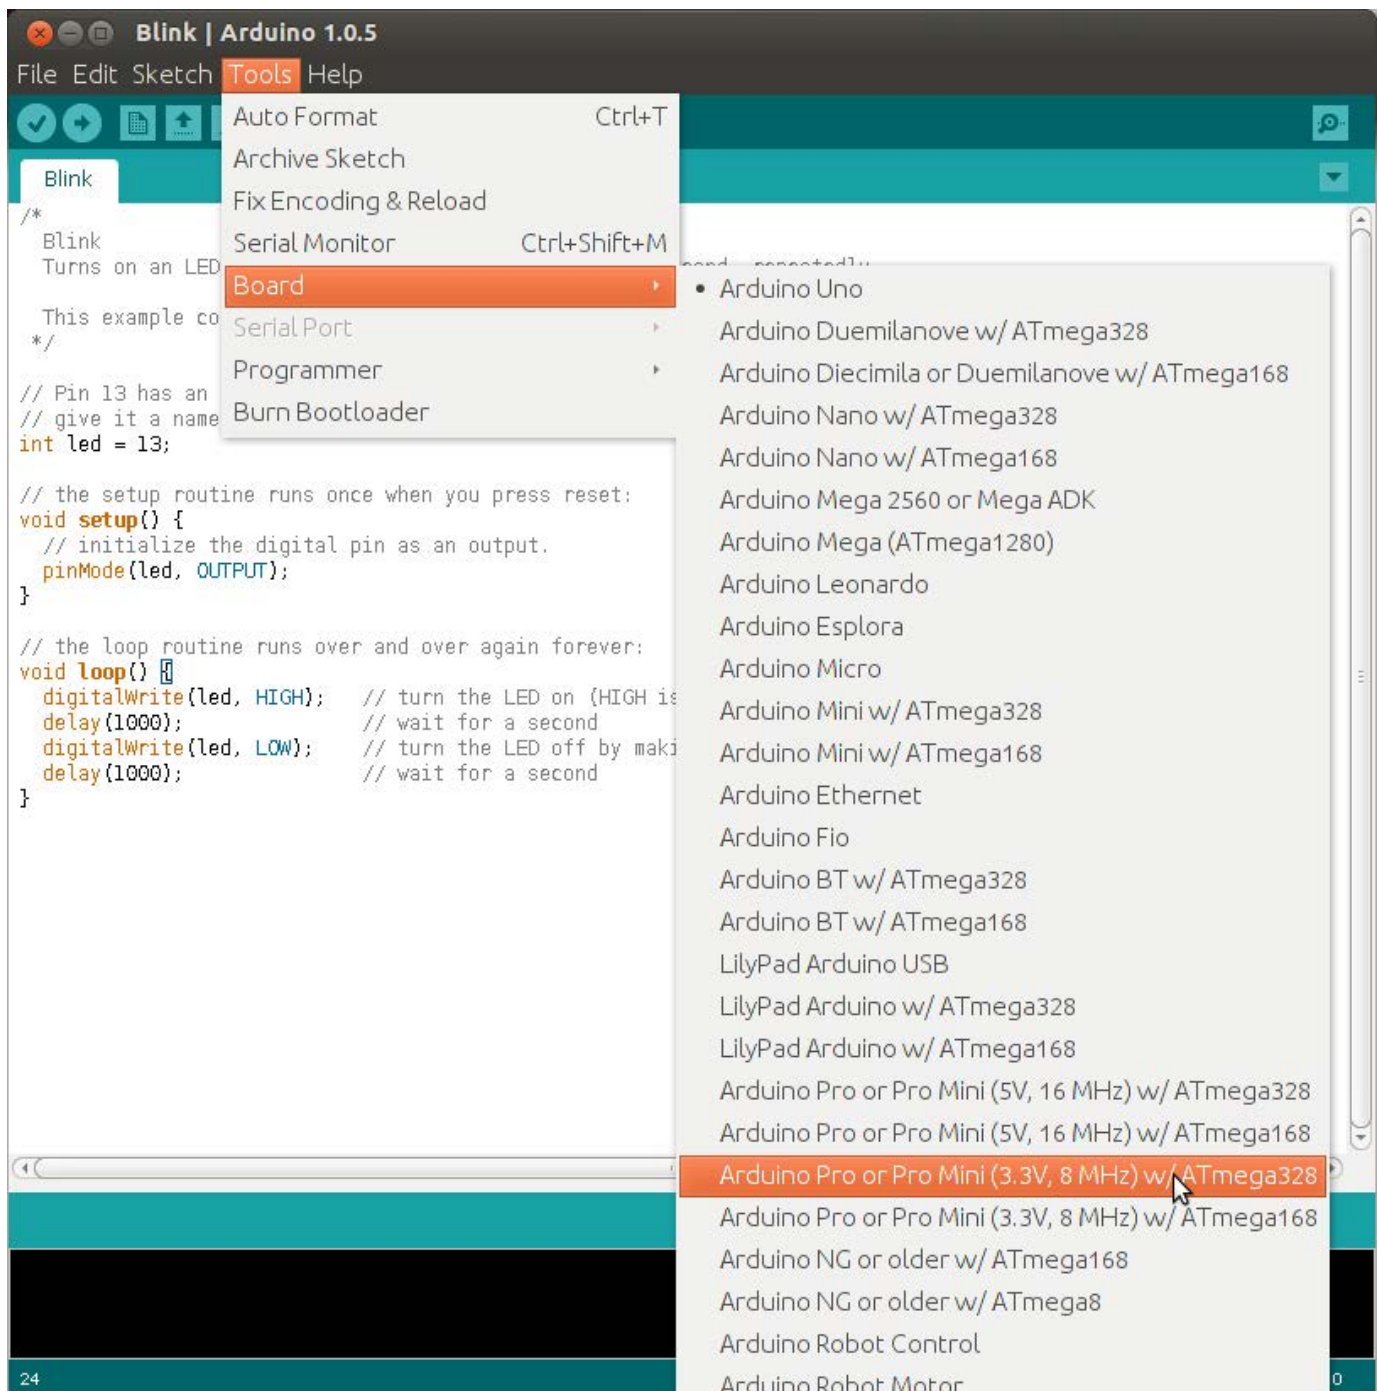 Blink | Arduino 1.0.5
File Edit Sketch Tools Help
Auto Format Ctrl+T
Archive Sketch
Fix Encoding & Reload
Serial Monitor Ctrl+Shift+M
Board
Serial Port
Programmer
Burn Bootloader
Blink
/*
Blink
Turns on an LED repeatedly
This example co
*/
// Pin 13 has an
// give it a name
int led = 13;
// the setup routine runs once when you press reset:
void setup() {
// initialize the digital pin as an output.
pinMode(led, OUTPUT);
}
// the loop routine runs over and over again forever:
void loop() {
digitalWrite(led, HIGH); // turn the LED on (HIGH is
delay(1000); // wait for a second
digitalWrite(led, LOW); // turn the LED off by maki
delay(1000); // wait for a second
}
• Arduino Uno
Arduino Duemilanove w/ ATmega328
Arduino Diecimila or Duemilanove w/ ATmega168
Arduino Nano w/ ATmega328
Arduino Nano w/ ATmega168
Arduino Mega 2560 or Mega ADK
Arduino Mega (ATmega1280)
Arduino Leonardo
Arduino Esplora
Arduino Micro
Arduino Mini w/ ATmega328
Arduino Mini w/ ATmega168
Arduino Ethernet
Arduino Fio
Arduino BT w/ ATmega328
Arduino BT w/ ATmega168
LilyPad Arduino USB
LilyPad Arduino w/ ATmega328
LilyPad Arduino w/ ATmega168
Arduino Pro or Pro Mini (5V, 16 MHz) w/ ATmega328
Arduino Pro or Pro Mini (5V, 16 MHz) w/ ATmega168
Arduino Pro or Pro Mini (3.3V, 8 MHz) w/ ATmega328
Arduino Pro or Pro Mini (3.3V, 8 MHz) w/ ATmega168
Arduino NG or older w/ ATmega168
Arduino NG or older w/ ATmega8
Arduino Robot Control
Arduino Robot Motor
24 0